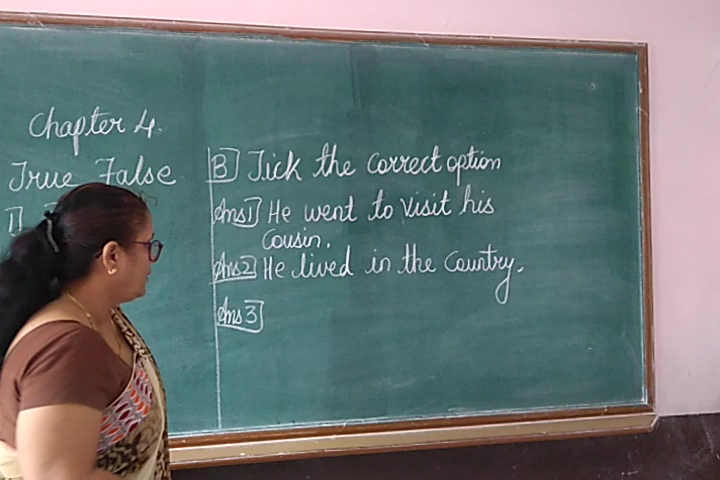 Chapter 4.
True False
1]
B] Tick the correct option
Ans1] He went to visit his
Cousin.
Ans2] He lived in the Country.
Ans3]